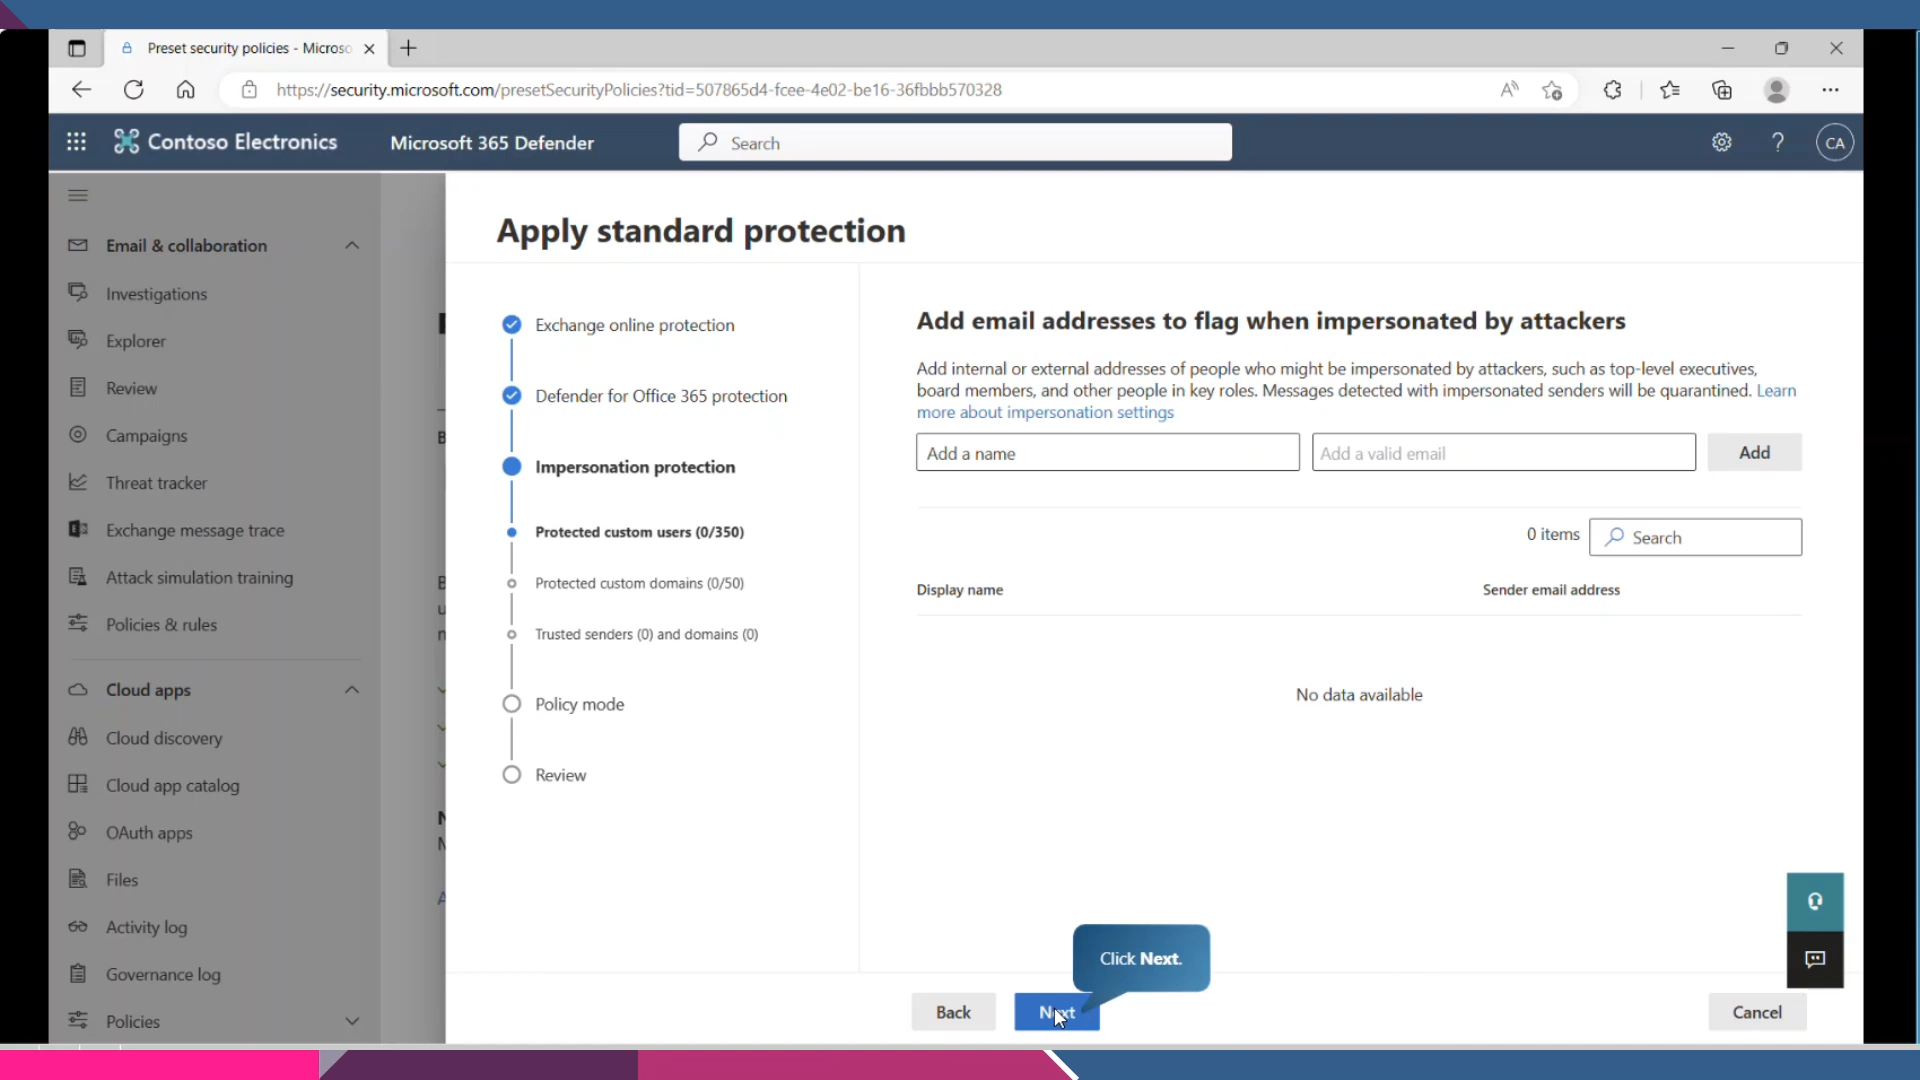 Preset security policies - Microso
https://security.microsoft.com/presetSecurityPolicies?tid=507865d4-fcee-4e02-be16-36fbbb570328
Contoso Electronics
Microsoft 365 Defender
Search
?
CA
Email & collaboration
Investigations
Explorer
Review
Campaigns
Threat tracker
Exchange message trace
Attack simulation training
Policies & rules
Cloud apps
Cloud discovery
Cloud app catalog
OAuth apps
Files
Activity log
Governance log
Policies
Apply standard protection
Exchange online protection
Defender for Office 365 protection
Impersonation protection
Protected custom users (0/350)
Protected custom domains (0/50)
Trusted senders (0) and domains (0)
Policy mode
Review
Add email addresses to flag when impersonated by attackers
Add internal or external addresses of people who might be impersonated by attackers, such as top-level executives,
board members, and other people in key roles. Messages detected with impersonated senders will be quarantined. Learn
more about impersonation settings
Add a name
Add a valid email
Add
0 items
Search
Display name
Sender email address
No data available
Click Next.
Back
Next
Cancel